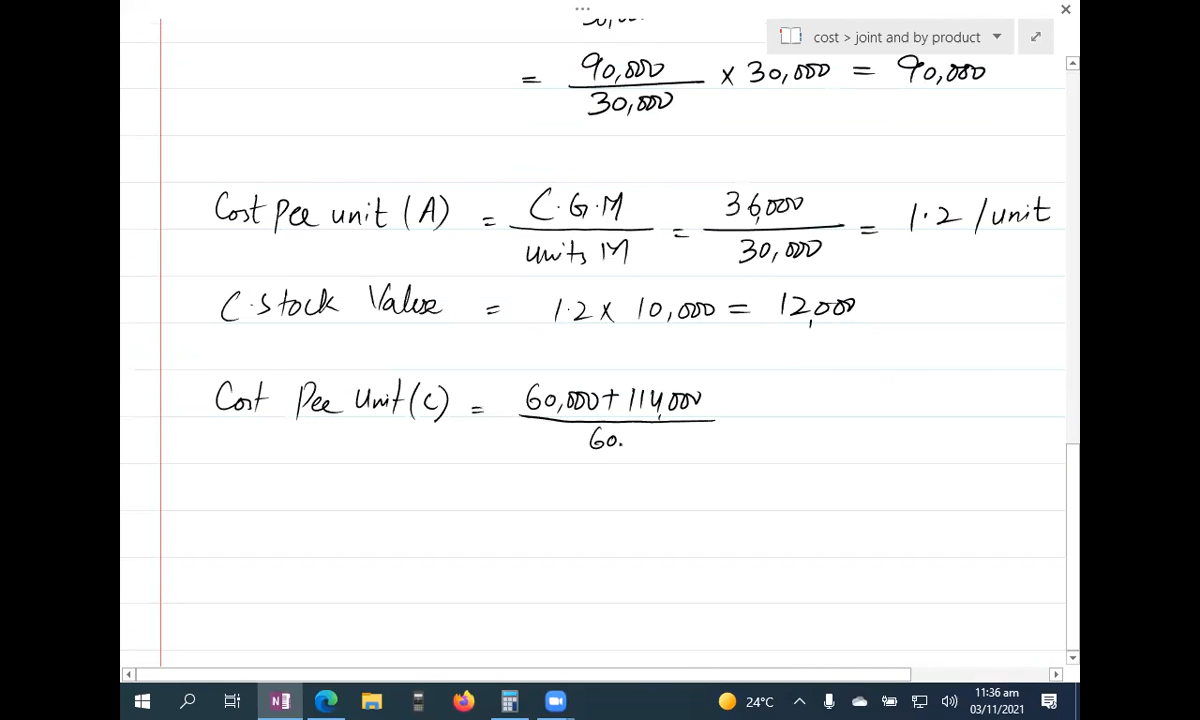 cost > joint and by product
= 90,000 / 30,000 × 30,000 = 90,000
Cost Pee unit (A) = C.G.M / units M = 36,000 / 30,000 = 1.2 /unit
C.Stock Value = 1.2 × 10,000 = 12,000
Cost Pee Unit (C) = 60,000 + 114,000 / 60.
24°C
11:36 am
03/11/2021